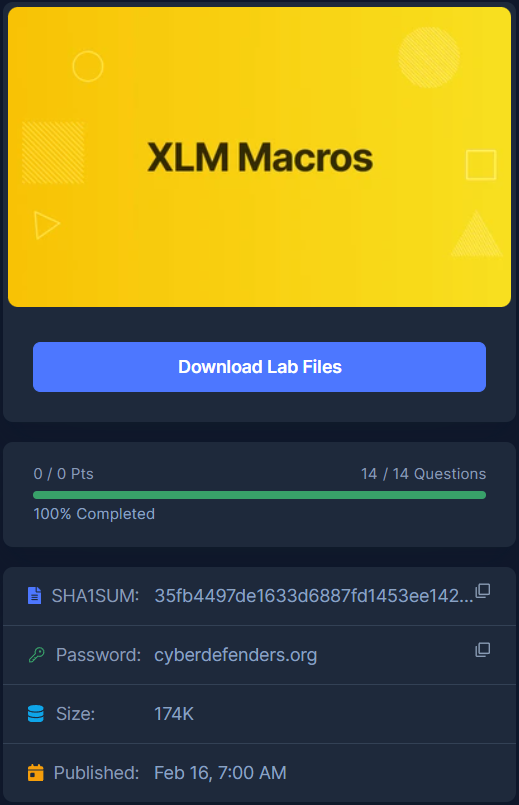 XLM Macros
Download Lab Files
0 / 0 Pts 14 / 14 Questions
100% Completed
SHA1SUM: 35fb4497de1633d6887fd1453ee142...
Password: cyberdefenders.org
Size: 174K
Published: Feb 16, 7:00 AM